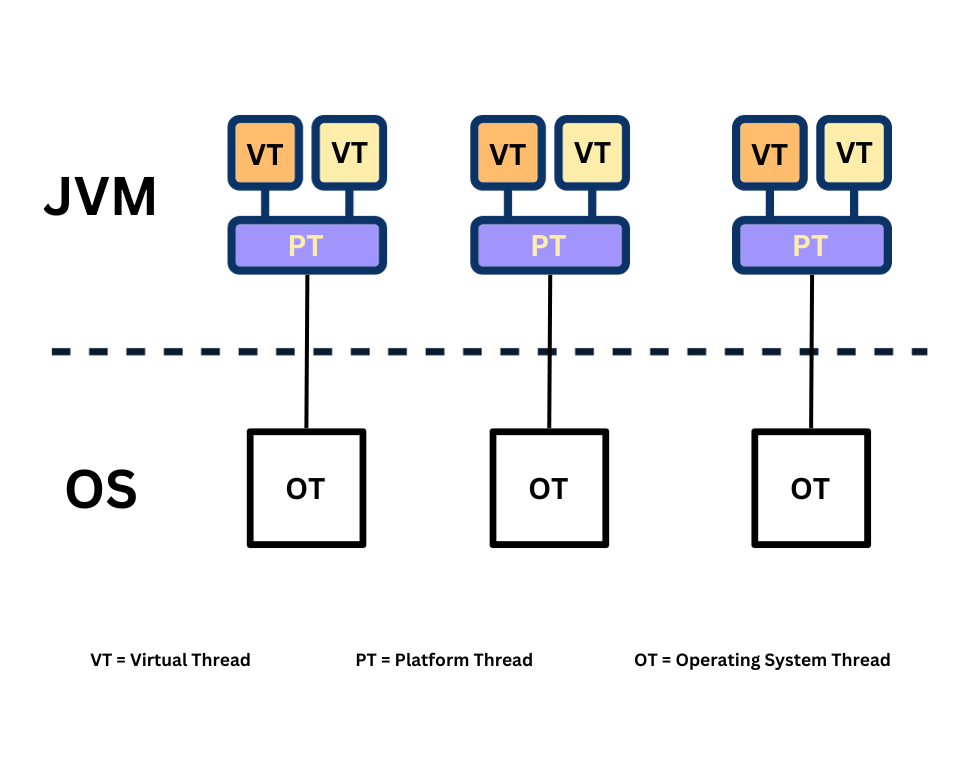 VT VT VT VT VT VT
JVM
PT PT PT
OS
OT OT OT
VT = Virtual Thread PT = Platform Thread OT = Operating System Thread